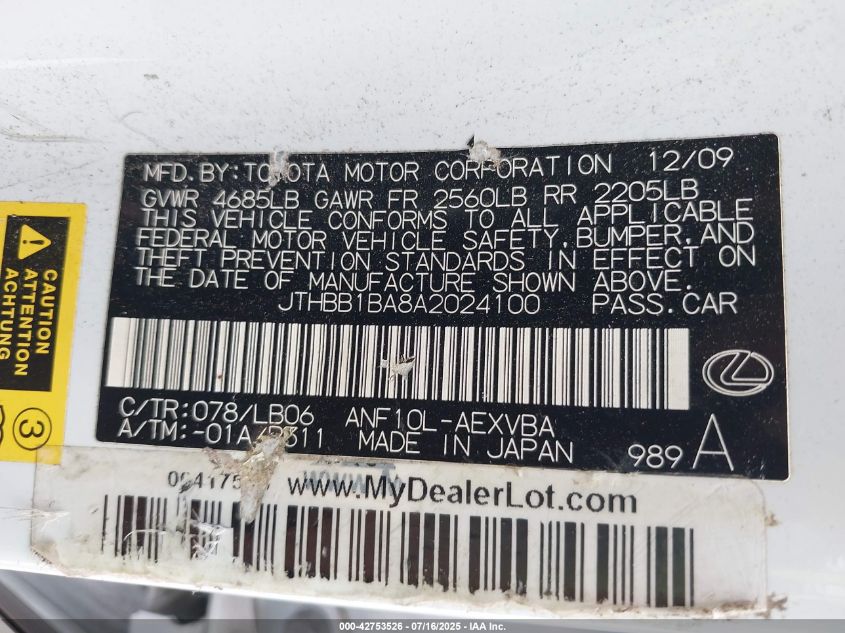 MFD.BY:TOYOTA MOTOR CORPORATION 12/09
GVWR 4685LB GAWR FR 2560LB RR 2205LB
THIS VEHICLE CONFORMS TO ALL APPLICABLE
FEDERAL MOTOR VEHICLE SAFETY,BUMPER,AND
THEFT PREVENTION STANDARDS IN EFFECT ON
THE DATE OF MANUFACTURE SHOWN ABOVE.
JTHBB1BA8A2024100 PASS.CAR
C/TR:078/LB06 ANF10L-AEXVBA
A/TM:-01A/ MADE IN JAPAN 989 A
ATTENTION
ACHTUNG
3
www.MyDealerLot.com
000-42753526 - 07/16/2025 - IAA, Inc.